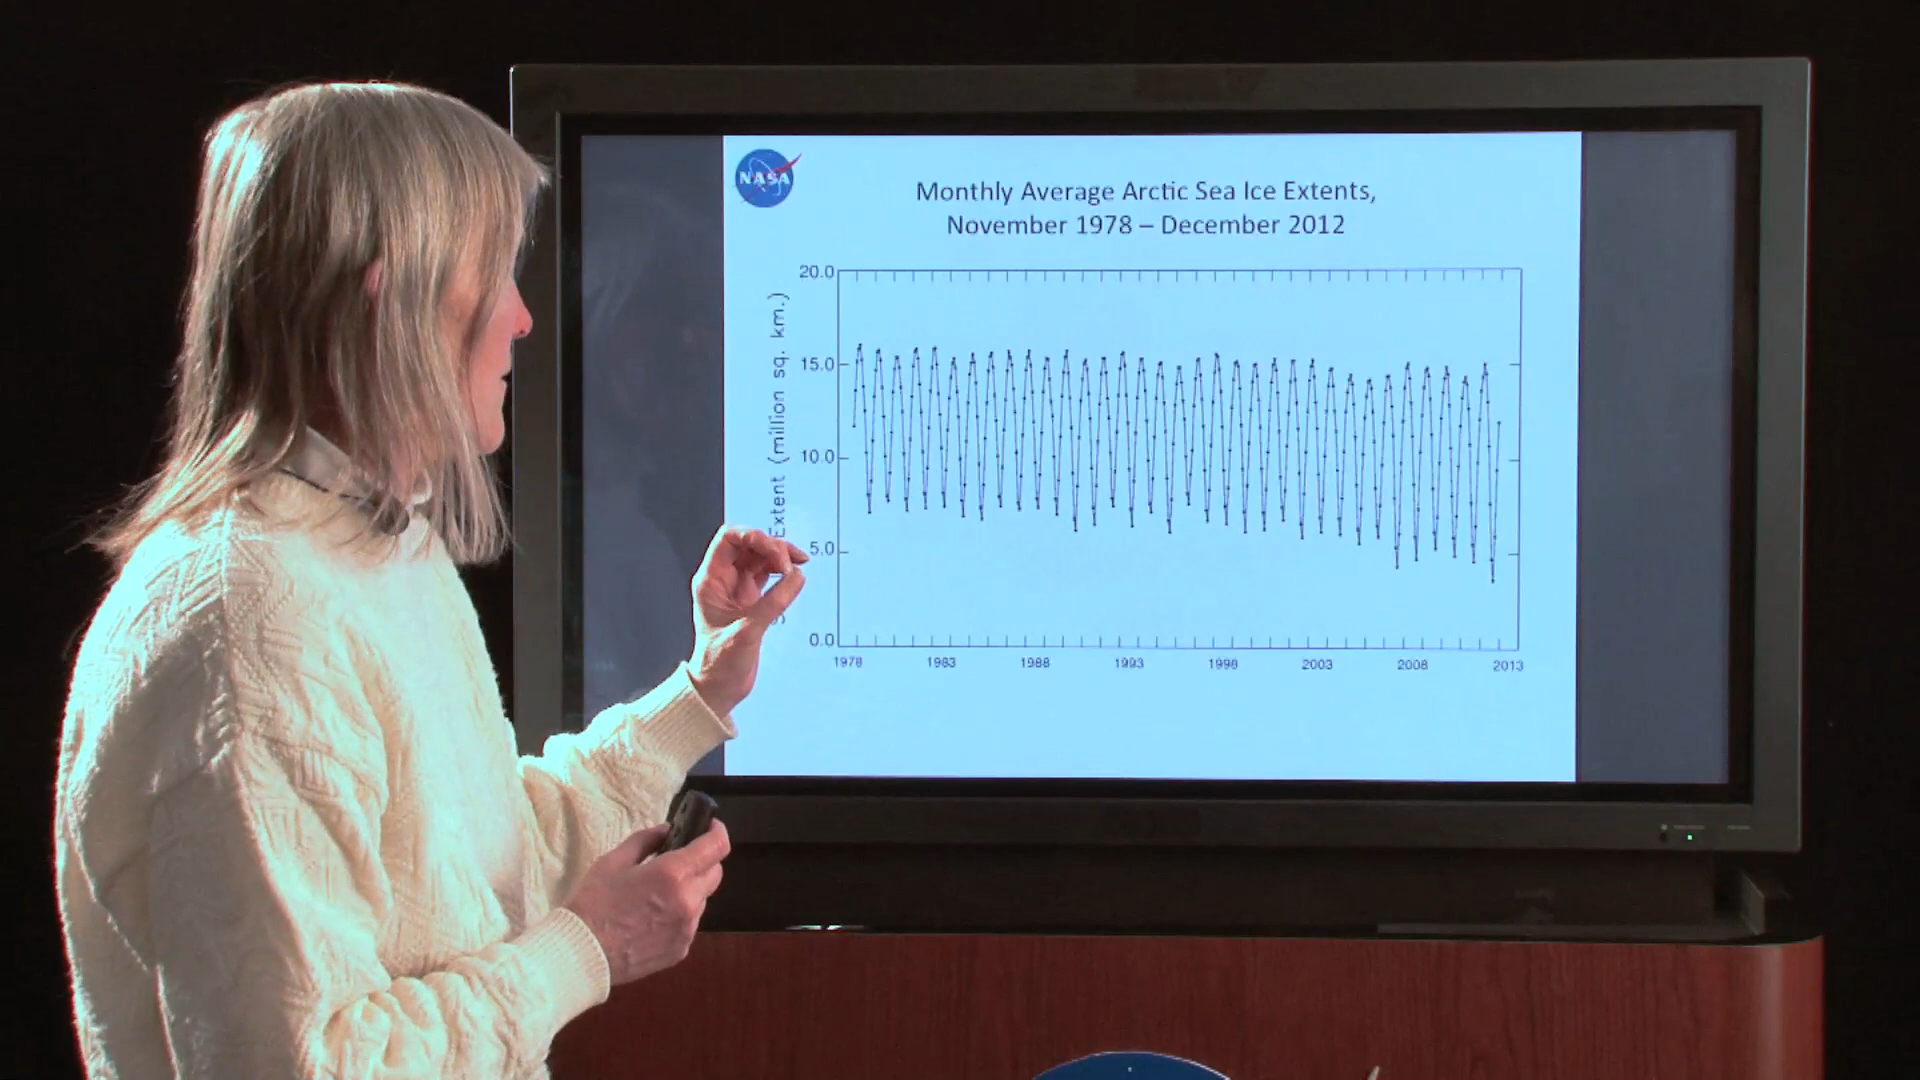 NASA
Monthly Average Arctic Sea Ice Extents,
November 1978 – December 2012
20.0
15.0
10.0
5.0
0.0
Extent (million sq. km.)
1978 1983 1988 1993 1998 2003 2008 2013